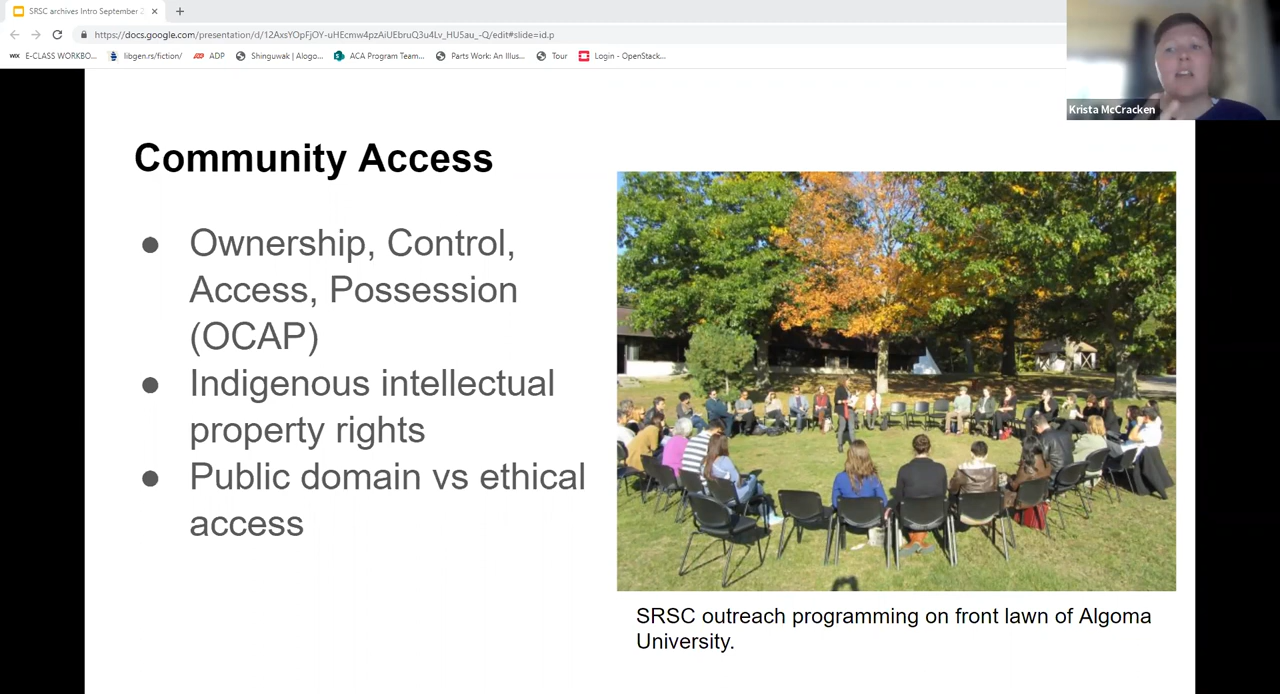 SRSC archives Intro September 2
https://docs.google.com/presentation/d/12AxsYOpFjOY-uHEcmw4pzAiUEbruQ3u4Lv_HUSau_-Q/edit#slide=id.p
WIX E-CLASS WORKBO... libgen.rs/fiction/ ADP Shinguwak | Alogo... ACA Program Team... Parts Work: An Illus... Tour Login - OpenStack...
Krista McCracken
Community Access
● Ownership, Control,
Access, Possession
(OCAP)
● Indigenous intellectual
property rights
● Public domain vs ethical
access
SRSC outreach programming on front lawn of Algoma
University.